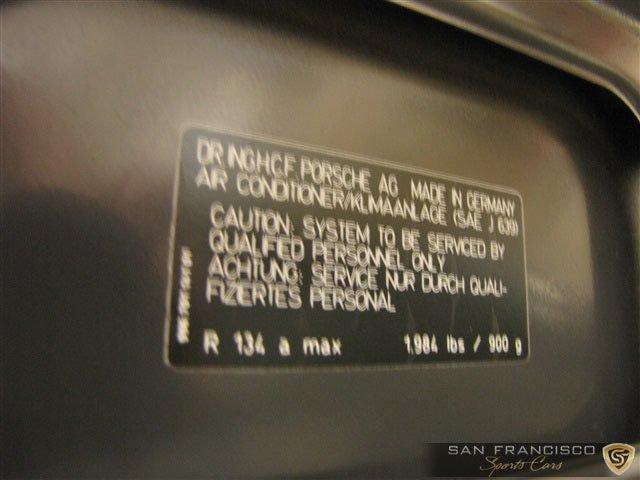 DR.ING.H.C.F. PORSCHE AG MADE IN GERMANY
AIR CONDITIONER/KLIMAANLAGE (SAE J 639)
CAUTION: SYSTEM TO BE SERVICED BY
QUALIFIED PERSONNEL ONLY
ACHTUNG: SERVICE NUR DURCH QUALI-
FIZIERTES PERSONAL
R 134 a max 1.984 lbs / 900 g
SAN FRANCISCO
Sports Cars